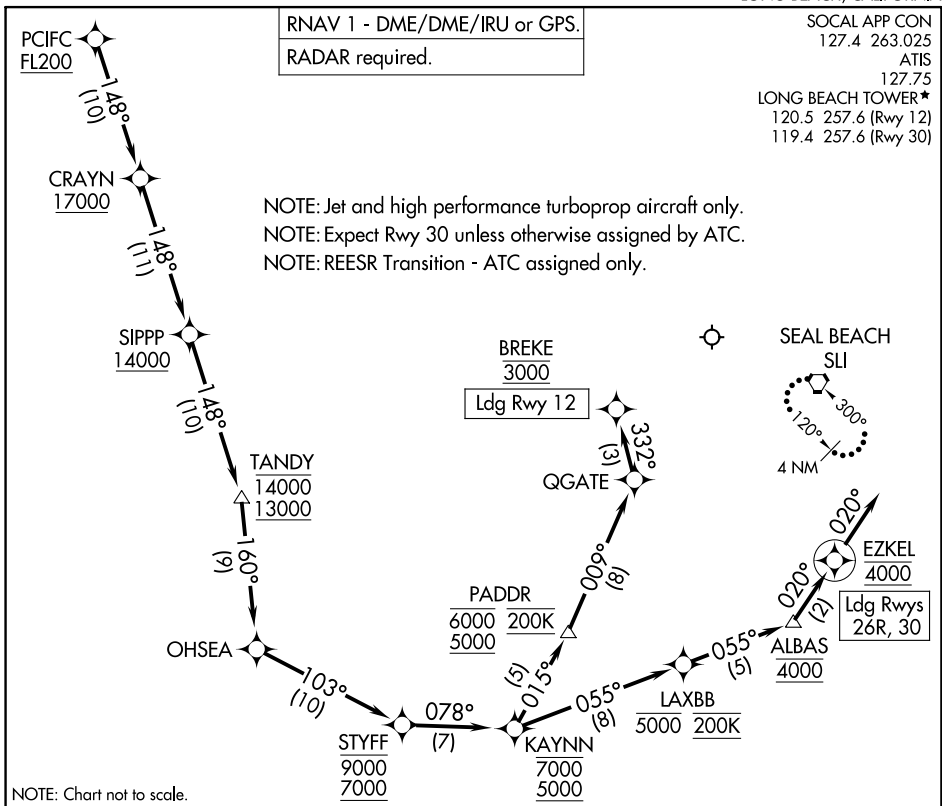 RNAV 1 - DME/DME/IRU or GPS.
RADAR required.
SOCAL APP CON
127.4 263.025
ATIS
127.75
LONG BEACH TOWER★
120.5 257.6 (Rwy 12)
119.4 257.6 (Rwy 30)
PCIFC
FL200
148°
(10)
CRAYN
17000
NOTE: Jet and high performance turboprop aircraft only.
NOTE: Expect Rwy 30 unless otherwise assigned by ATC.
NOTE: REESR Transition - ATC assigned only.
148°
(11)
SIPPP
14000
BREKE
3000
Ldg Rwy 12
SEAL BEACH
SLI
300°
120°
4 NM
148°
(10)
332°
(3)
QGATE
TANDY
14000
13000
160°
(9)
009°
(8)
020°
EZKEL
4000
Ldg Rwys
26R, 30
020°
(2)
PADDR
6000 200K
5000
ALBAS
4000
OHSEA
103°
(10)
015°
(5)
055°
(8)
055°
(5)
LAXBB
5000 200K
078°
(7)
STYFF
9000
7000
KAYNN
7000
5000
NOTE: Chart not to scale.